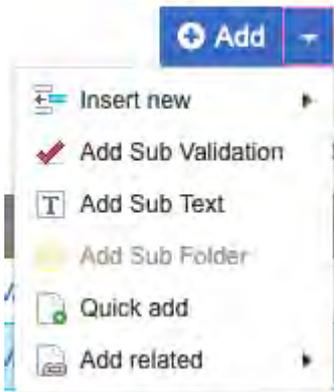 Add
Insert new
Add Sub Validation
T Add Sub Text
Add Sub Folder
Quick add
Add related